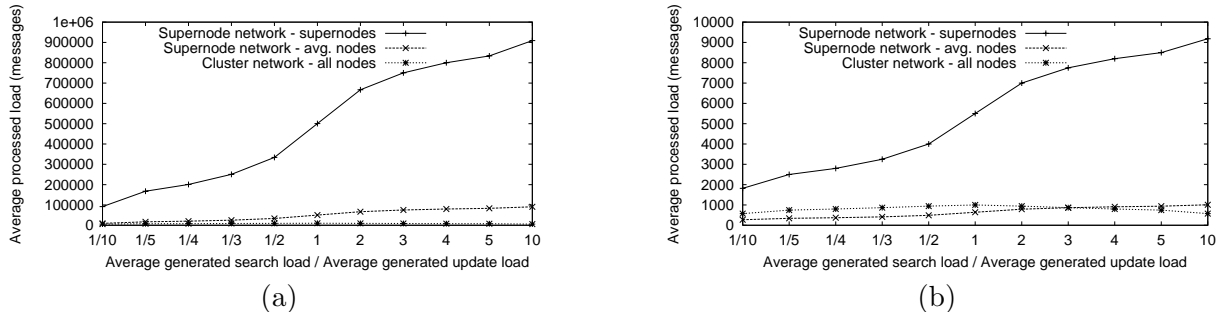 Average processed load (messages)
1e+06
900000
800000
700000
600000
500000
400000
300000
200000
100000
0
Supernode network - supernodes
Supernode network - avg. nodes
Cluster network - all nodes
1/10 1/5 1/4 1/3 1/2 1 2 3 4 5 10
Average generated search load / Average generated update load
(a)
Average processed load (messages)
10000
9000
8000
7000
6000
5000
4000
3000
2000
1000
0
Supernode network - supernodes
Supernode network - avg. nodes
Cluster network - all nodes
1/10 1/5 1/4 1/3 1/2 1 2 3 4 5 10
Average generated search load / Average generated update load
(b)